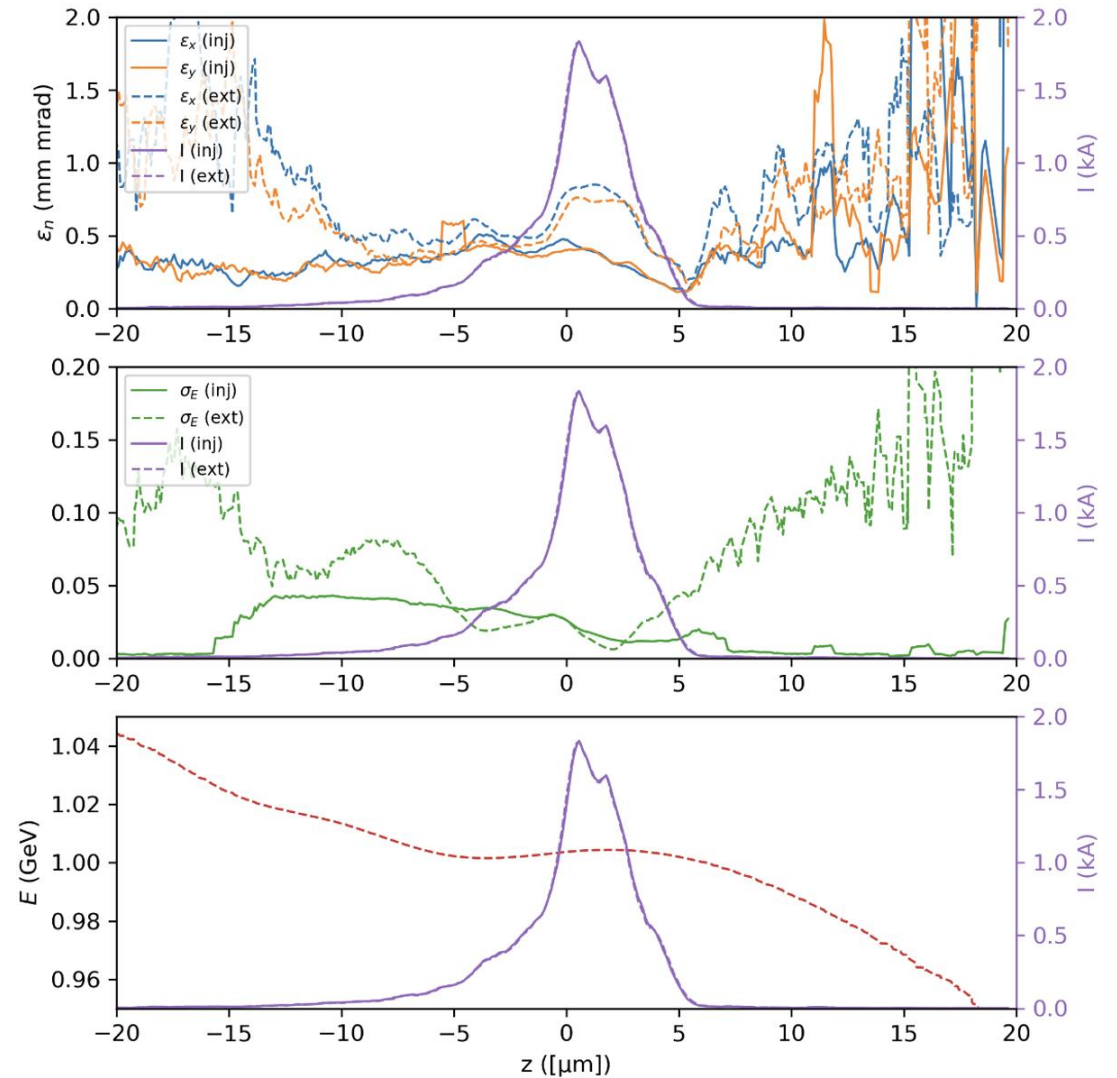 2.0
1.5
1.0
0.5
0.0
εₙ (mm mrad)
εₓ (inj)
ε_y (inj)
εₓ (ext)
ε_y (ext)
I (inj)
I (ext)
2.0
1.5
1.0
0.5
0.0
I (kA)
−20 −15 −10 −5 0 5 10 15 20
0.20
0.15
0.10
0.05
0.00
σ_E (inj)
σ_E (ext)
I (inj)
I (ext)
2.0
1.5
1.0
0.5
0.0
I (kA)
−20 −15 −10 −5 0 5 10 15 20
1.04
1.02
1.00
0.98
0.96
E (GeV)
2.0
1.5
1.0
0.5
0.0
I (kA)
−20 −15 −10 −5 0 5 10 15 20
z ([μm])